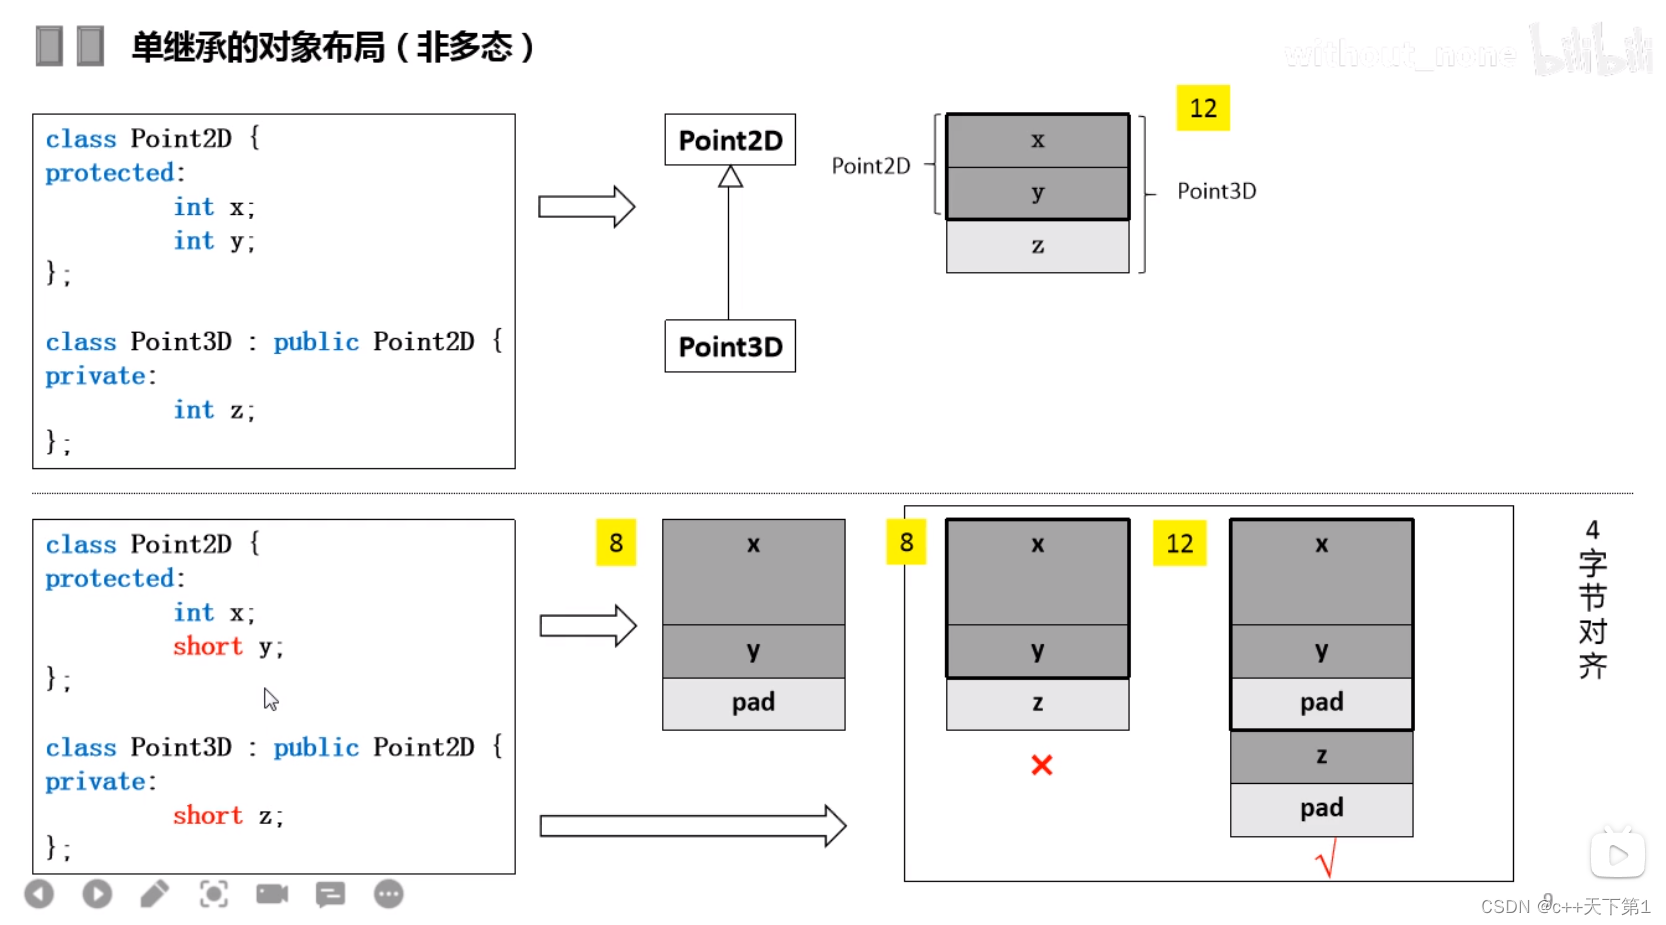 单继承的对象布局（非多态）
without_none bilibili
class Point2D {
protected:
int x;
int y;
};
class Point3D : public Point2D {
private:
int z;
};
Point2D
Point3D
Point2D
x
y
z
Point3D
12
class Point2D {
protected:
int x;
short y;
};
class Point3D : public Point2D {
private:
short z;
};
8
x
y
pad
8
x
y
z
×
12
x
y
pad
z
pad
√
4
字
节
对
齐
9
CSDN @c++天下第1